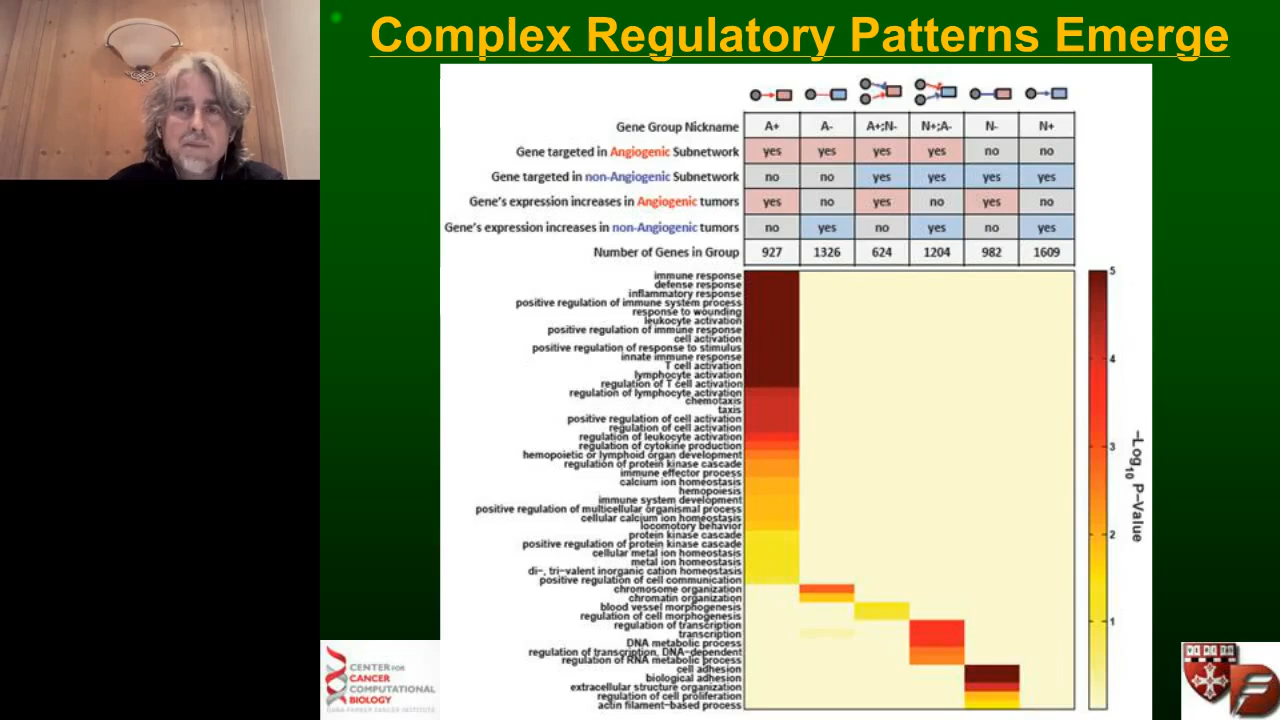 Complex Regulatory Patterns Emerge
Gene Group Nickname A+ A- A+;N- N+;A- N- N+
Gene targeted in Angiogenic Subnetwork yes yes yes yes no no
Gene targeted in non-Angiogenic Subnetwork no no yes yes yes yes
Gene's expression increases in Angiogenic tumors yes no yes no yes no
Gene's expression increases in non-Angiogenic tumors no yes no yes no yes
Number of Genes in Group 927 1326 624 1204 982 1609
immune response
defense response
inflammatory response
positive regulation of immune system process
response to wounding
leukocyte activation
positive regulation of immune response
cell activation
positive regulation of response to stimulus
innate immune response
T cell activation
lymphocyte activation
regulation of T cell activation
regulation of lymphocyte activation
chemotaxis
taxis
positive regulation of cell activation
regulation of cell activation
regulation of leukocyte activation
regulation of cytokine production
hemopoietic or lymphoid organ development
regulation of protein kinase cascade
immune effector process
calcium ion homeostasis
hemopoiesis
immune system development
positive regulation of multicellular organismal process
cellular calcium ion homeostasis
locomotory behavior
protein kinase cascade
positive regulation of protein kinase cascade
cellular metal ion homeostasis
metal ion homeostasis
di-, tri-valent inorganic cation homeostasis
positive regulation of cell communication
chromosome organization
chromatin organization
blood vessel morphogenesis
regulation of cell morphogenesis
regulation of transcription
transcription
DNA metabolic process
regulation of transcription, DNA-dependent
regulation of RNA metabolic process
cell adhesion
biological adhesion
extracellular structure organization
regulation of cell proliferation
actin filament-based process
5
4
3
2
1
-Log10 P-Value
CENTER FOR
CANCER
COMPUTATIONAL
BIOLOGY
DANA-FARBER CANCER INSTITUTE